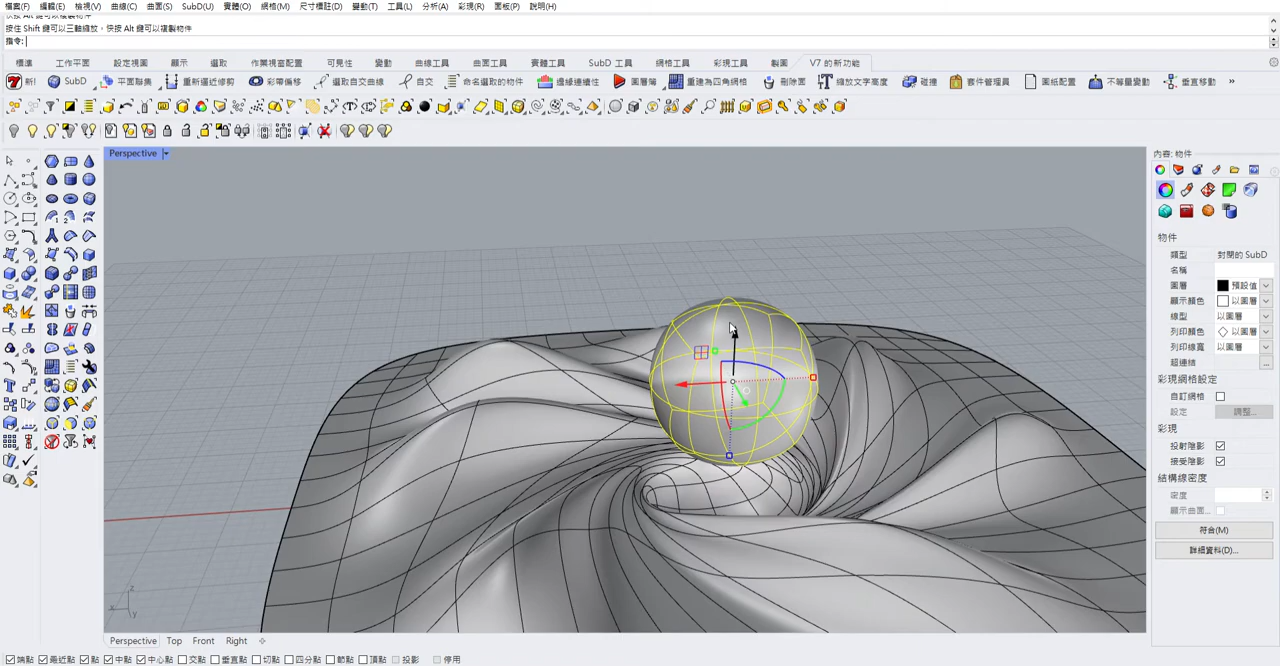 檔案(F) 編輯(E) 檢視(V) 曲線(C) 曲面(S) SubD(U) 實體(O) 網格(M) 尺寸標註(D) 變動(T) 工具(L) 分析(A) 彩現(R) 面板(P) 說明(H)
快按 Alt 鍵可以複製物件
按住 Shift 鍵可以三軸縮放，快按 Alt 鍵可以複製物件
指令:
標準 工作平面 設定視圖 顯示 選取 作業視窗配置 可見性 變動 曲線工具 曲面工具 實體工具 SubD 工具 網格工具 彩現工具 製圖 V7 的新功能
新! SubD 平面聯集 重新逼近修剪 彩帶偏移 選取自交曲線 自交 命名選取的物件 邊緣連續性 圖層簿 重建為四角網格 刪除面 縮放文字高度 碰撞 套件管理員 圖紙配置 不等量變動 垂直移動 »
Perspective
內容: 物件
物件
類型 封閉的 SubD
名稱
圖層 預設值
顯示顏色 以圖層
線型 以圖層
列印顏色 以圖層
列印線寬 以圖層
超連結 ...
彩現網格設定
自訂網格
設定 調整...
彩現
投射陰影
接受陰影
結構線密度
密度
顯示曲面...
符合(M)
詳細資料(D)...
z
x y
Perspective Top Front Right
端點 最近點 點 中點 中心點 交點 垂直點 切點 四分點 節點 頂點 投影 停用